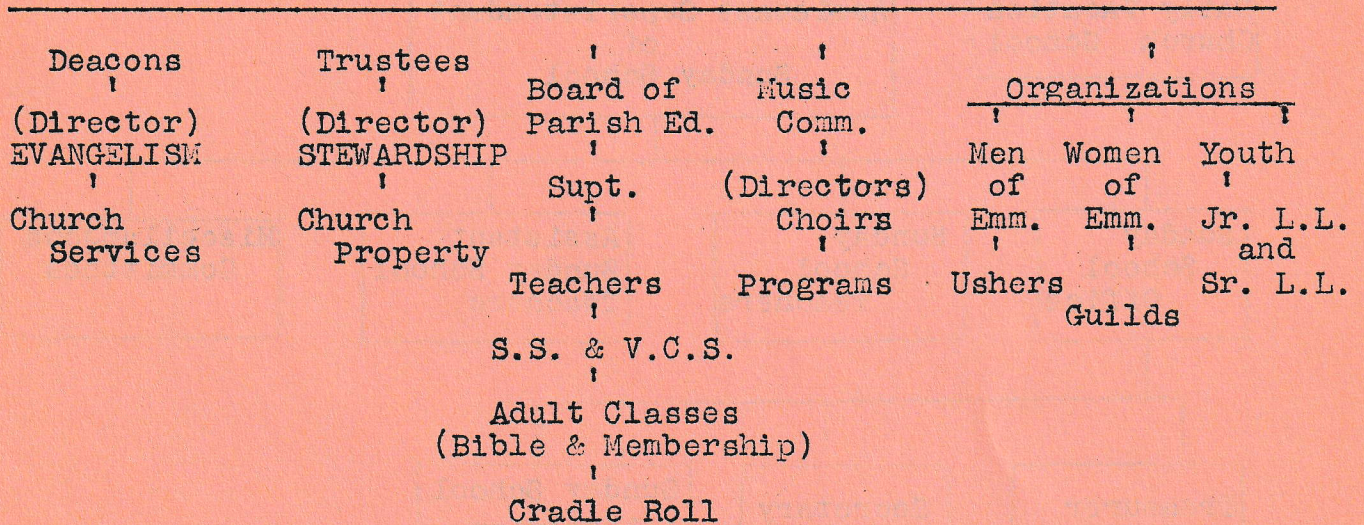 Deacons
(Director)
EVANGELISM
Church
Services
Trustees
(Director)
STEWARDSHIP
Church
Property
Board of
Parish Ed.
Supt.
Teachers
S.S. & V.C.S.
Adult Classes
(Bible & Membership)
Cradle Roll
Music
Comm.
(Directors)
Choirs
Programs
Organizations
Men
of
Emm.
Ushers
Women
of
Emm.
Guilds
Youth
Jr. L.L.
and
Sr. L.L.